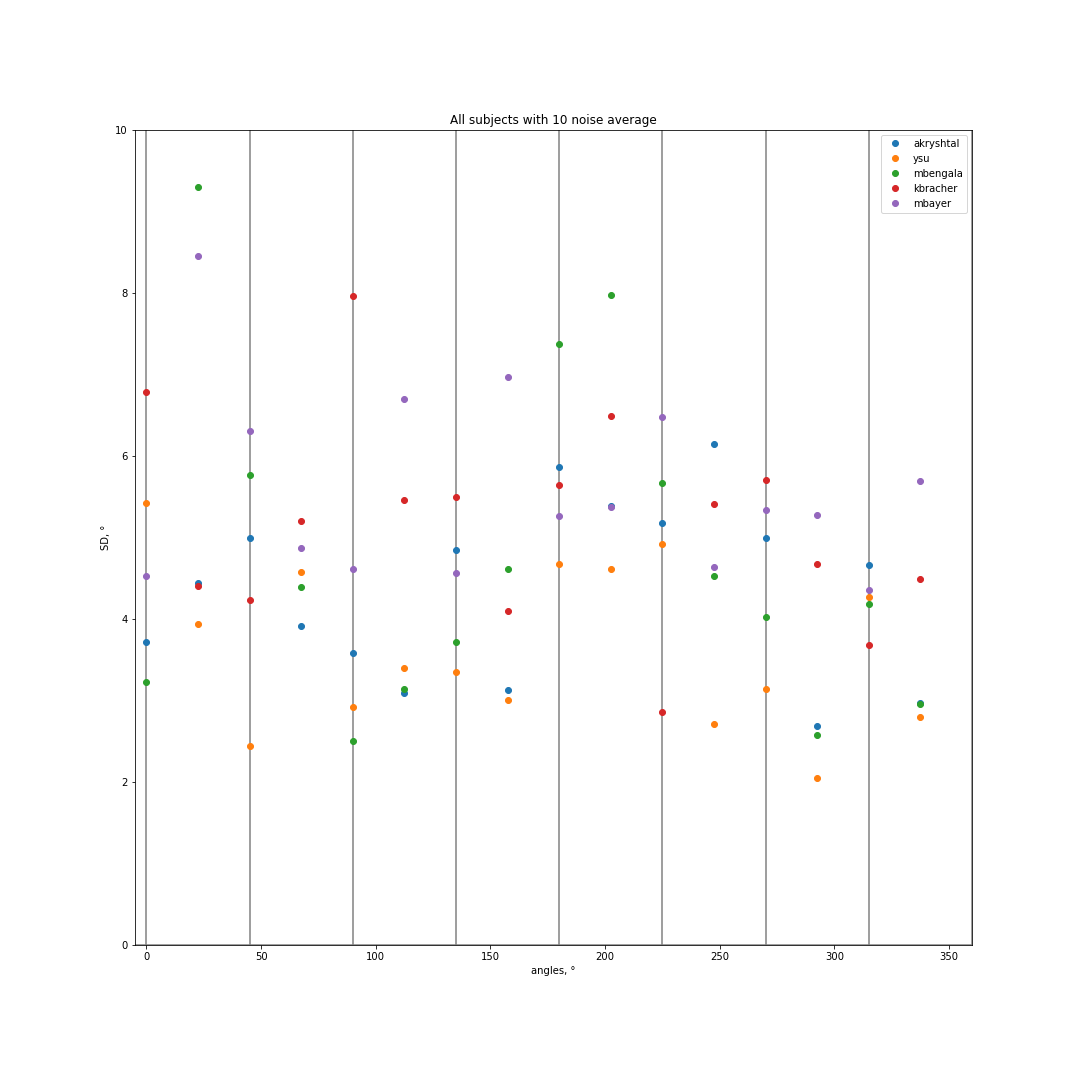 All subjects with 10 noise average
10
8
6
4
2
0
SD, °
akryshtal
ysu
mbengala
kbracher
mbayer
0
50
100
150
200
250
300
350
angles, °